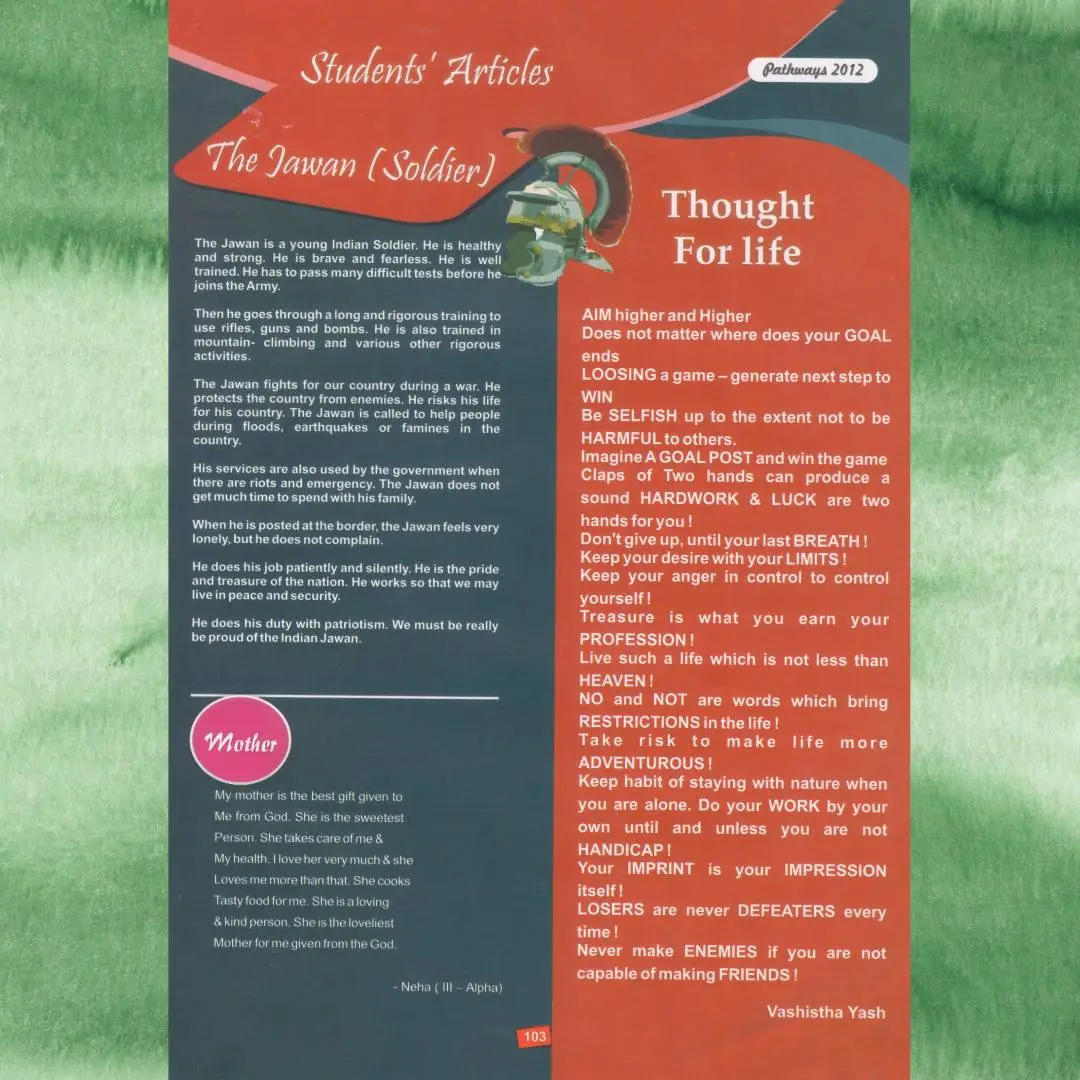 Students' Articles
Pathways 2012
The Jawan (Soldier)
The Jawan is a young Indian Soldier. He is healthy
and strong. He is brave and fearless. He is well
trained. He has to pass many difficult tests before he
joins the Army.
Then he goes through a long and rigorous training to
use rifles, guns and bombs. He is also trained in
mountain- climbing and various other rigorous
activities.
The Jawan fights for our country during a war. He
protects the country from enemies. He risks his life
for his country. The Jawan is called to help people
during floods, earthquakes or famines in the
country.
His services are also used by the government when
there are riots and emergency. The Jawan does not
get much time to spend with his family.
When he is posted at the border, the Jawan feels very
lonely, but he does not complain.
He does his job patiently and silently. He is the pride
and treasure of the nation. He works so that we may
live in peace and security.
He does his duty with patriotism. We must be really
be proud of the Indian Jawan.
Mother
My mother is the best gift given to
Me from God. She is the sweetest
Person. She takes care of me &
My health. I love her very much & she
Loves me more than that. She cooks
Tasty food for me. She is a loving
& kind person. She is the loveliest
Mother for me given from the God.
- Neha ( III – Alpha)
Thought
For life
AIM higher and Higher
Does not matter where does your GOAL
ends
LOOSING a game – generate next step to
WIN
Be SELFISH up to the extent not to be
HARMFUL to others.
Imagine A GOAL POST and win the game
Claps of Two hands can produce a
sound HARDWORK & LUCK are two
hands for you !
Don't give up, until your last BREATH !
Keep your desire with your LIMITS !
Keep your anger in control to control
yourself !
Treasure is what you earn your
PROFESSION !
Live such a life which is not less than
HEAVEN !
NO and NOT are words which bring
RESTRICTIONS in the life !
Take risk to make life more
ADVENTUROUS !
Keep habit of staying with nature when
you are alone. Do your WORK by your
own until and unless you are not
HANDICAP !
Your IMPRINT is your IMPRESSION
itself !
LOSERS are never DEFEATERS every
time !
Never make ENEMIES if you are not
capable of making FRIENDS !
Vashistha Yash
103